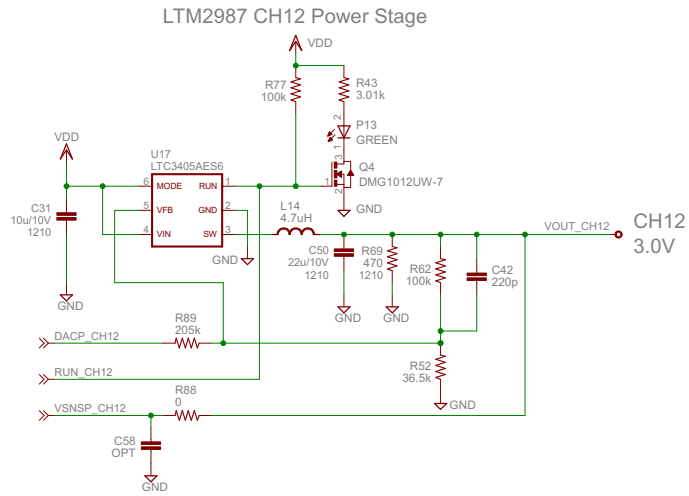 LTM2987 CH12 Power Stage
VDD
R77
100k
R43
3.01k
2
P13
GREEN
1
VDD
U17
LTC3405AES6
3
Q4
1
DMG1012UW-7
2
GND
6 MODE RUN 1
5 VFB GND 2
4 VIN SW 3
C31
10u/10V
1210
GND
GND
L14
4.7uH
VOUT_CH12
CH12
3.0V
C50
22u/10V
1210
R69
470
1210
R62
100k
C42
220p
GND
GND
R89
205k
DACP_CH12
R52
36.5k
GND
RUN_CH12
R88
0
VSNSP_CH12
C58
OPT
GND